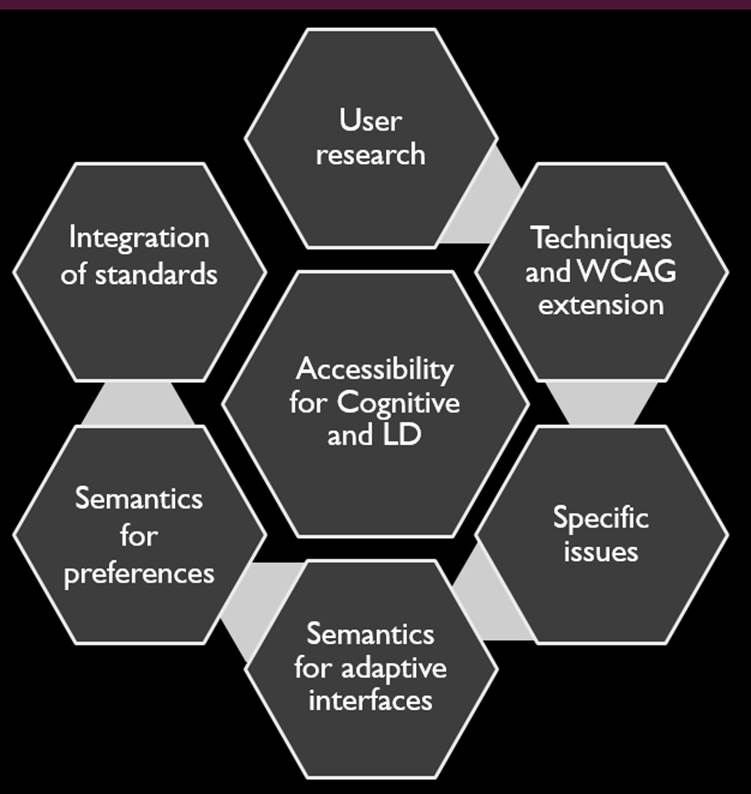 User
research
Techniques
and WCAG
extension
Specific
issues
Semantics
for adaptive
interfaces
Semantics
for
preferences
Integration
of standards
Accessibility
for Cognitive
and LD